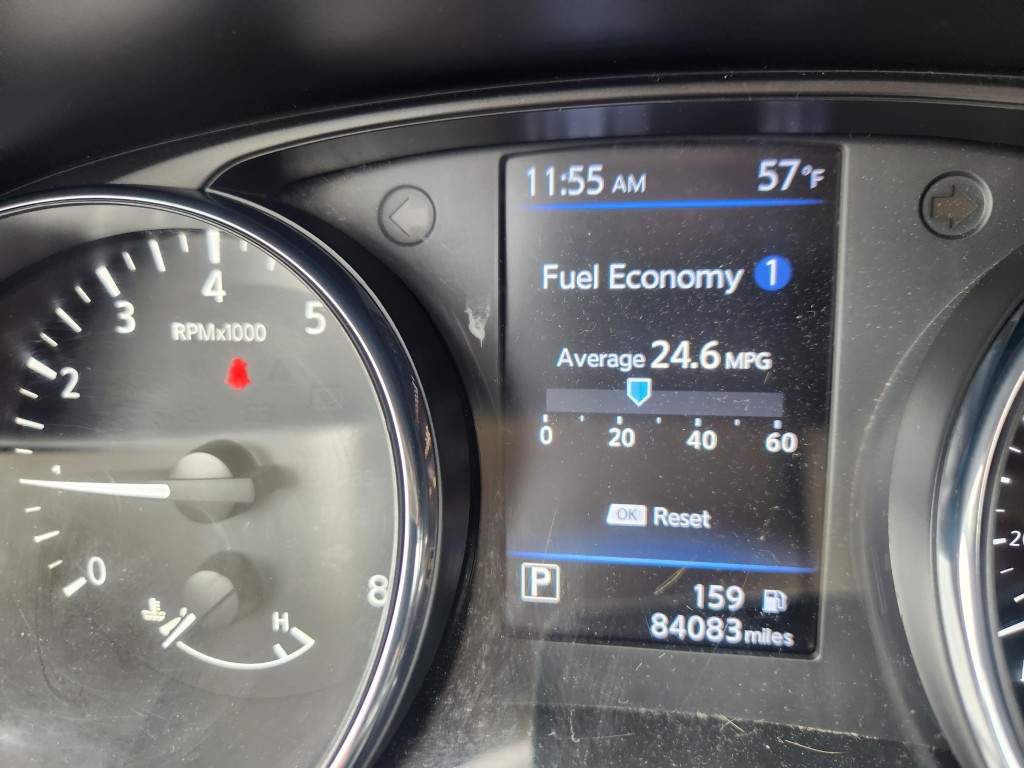 11:55 AM 57°F
Fuel Economy 1
Average 24.6 MPG
0 20 40 60
OK Reset
P
159
84083 miles
4
3 5
RPMx1000
2
0
8
H